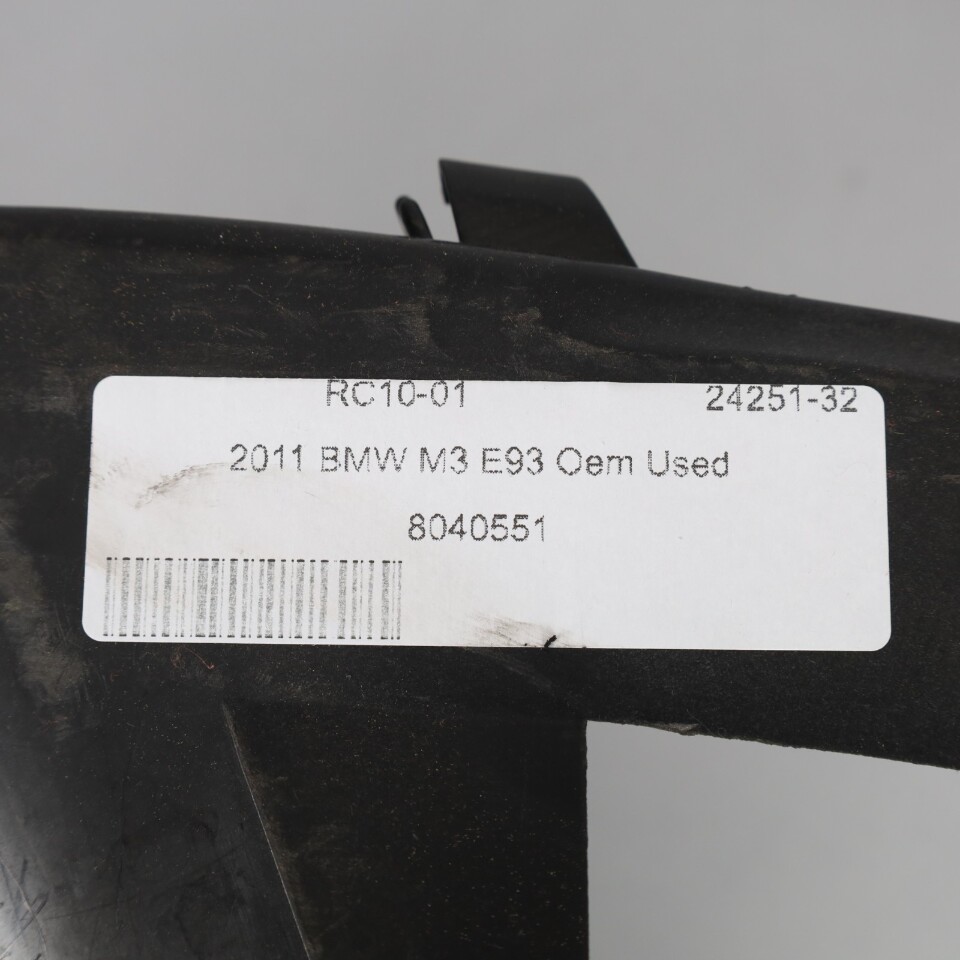 RC10-01 24251-32
2011 BMW M3 E93 Oem Used
8040551